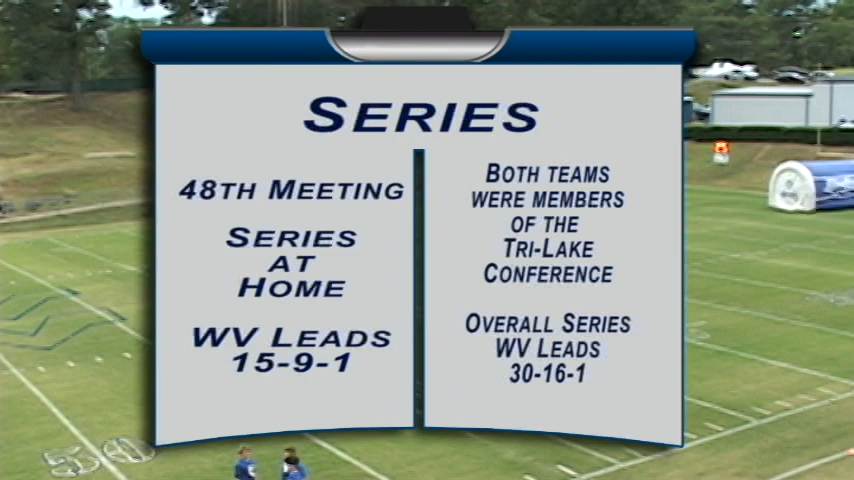 SERIES
48TH MEETING
SERIES
AT
HOME
WV LEADS
15-9-1
BOTH TEAMS
WERE MEMBERS
OF THE
TRI-LAKE
CONFERENCE
OVERALL SERIES
WV LEADS
30-16-1
50